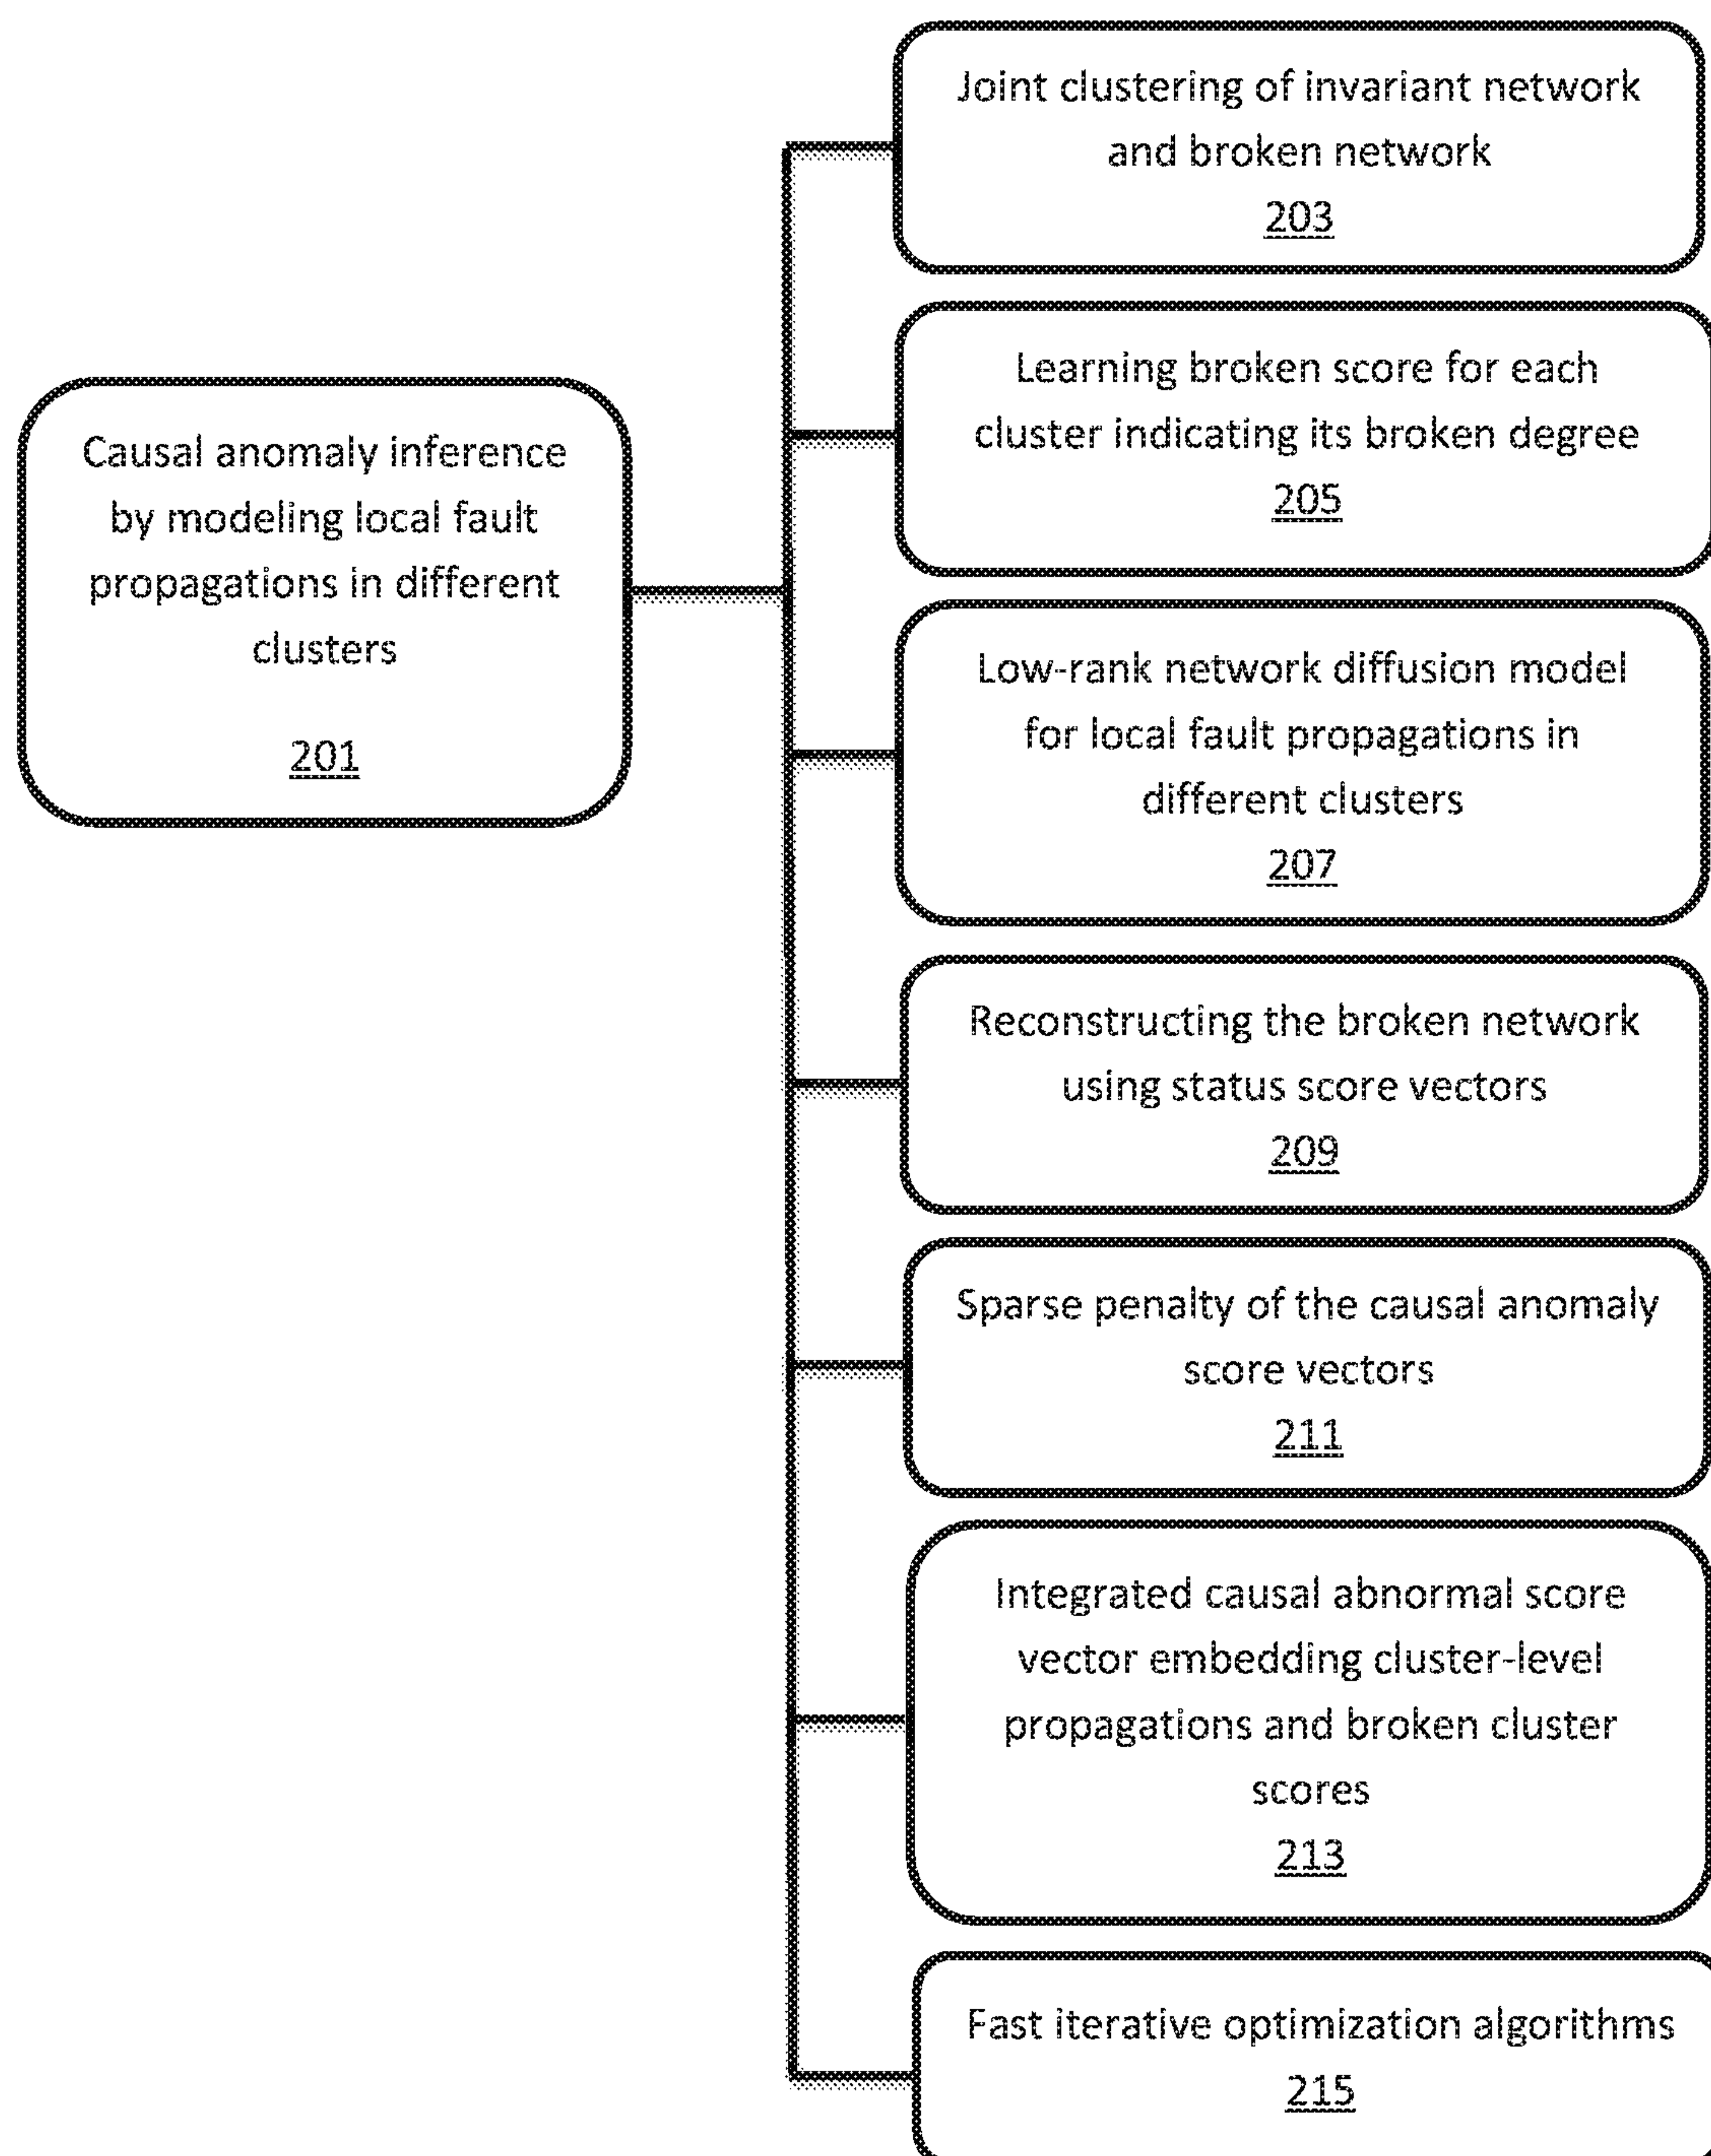 Causal anomaly inference
by modeling local fault
propagations in different
clusters
201
Joint clustering of invariant network
and broken network
203
Learning broken score for each
cluster indicating its broken degree
205
Low-rank network diffusion model
for local fault propagations in
different clusters
207
Reconstructing the broken network
using status score vectors
209
Sparse penalty of the causal anomaly
score vectors
211
Integrated causal abnormal score
vector embedding cluster-level
propagations and broken cluster
scores
213
Fast iterative optimization algorithms
215